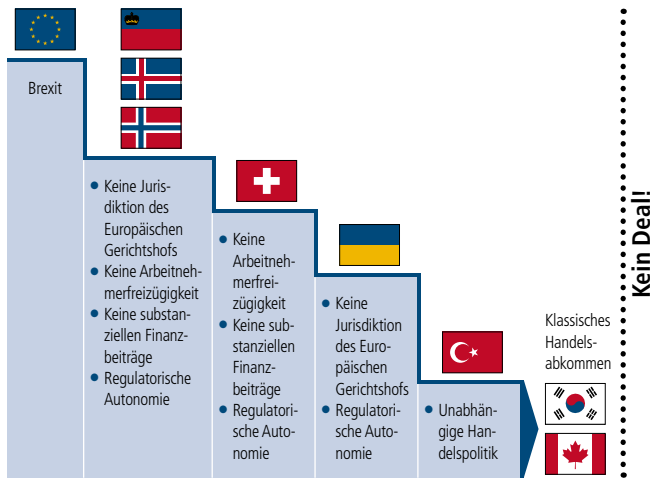 Brexit
● Keine Juris-
diktion des
Europäischen
Gerichtshofs
● Keine Arbeitneh-
merfreizügigkeit
● Keine substan-
ziellen Finanz-
beiträge
● Regulatorische
Autonomie
● Keine
Arbeitneh-
merfrei-
zügigkeit
● Keine sub-
stanziellen
Finanz-
beiträge
● Regulatori-
sche Auto-
nomie
● Keine
Jurisdiktion
des Euro-
päischen
Gerichtshofs
● Regulatori-
sche Auto-
nomie
● Unabhän-
gige Han-
delspolitik
Klassisches
Handels-
abkommen
Kein Deal!